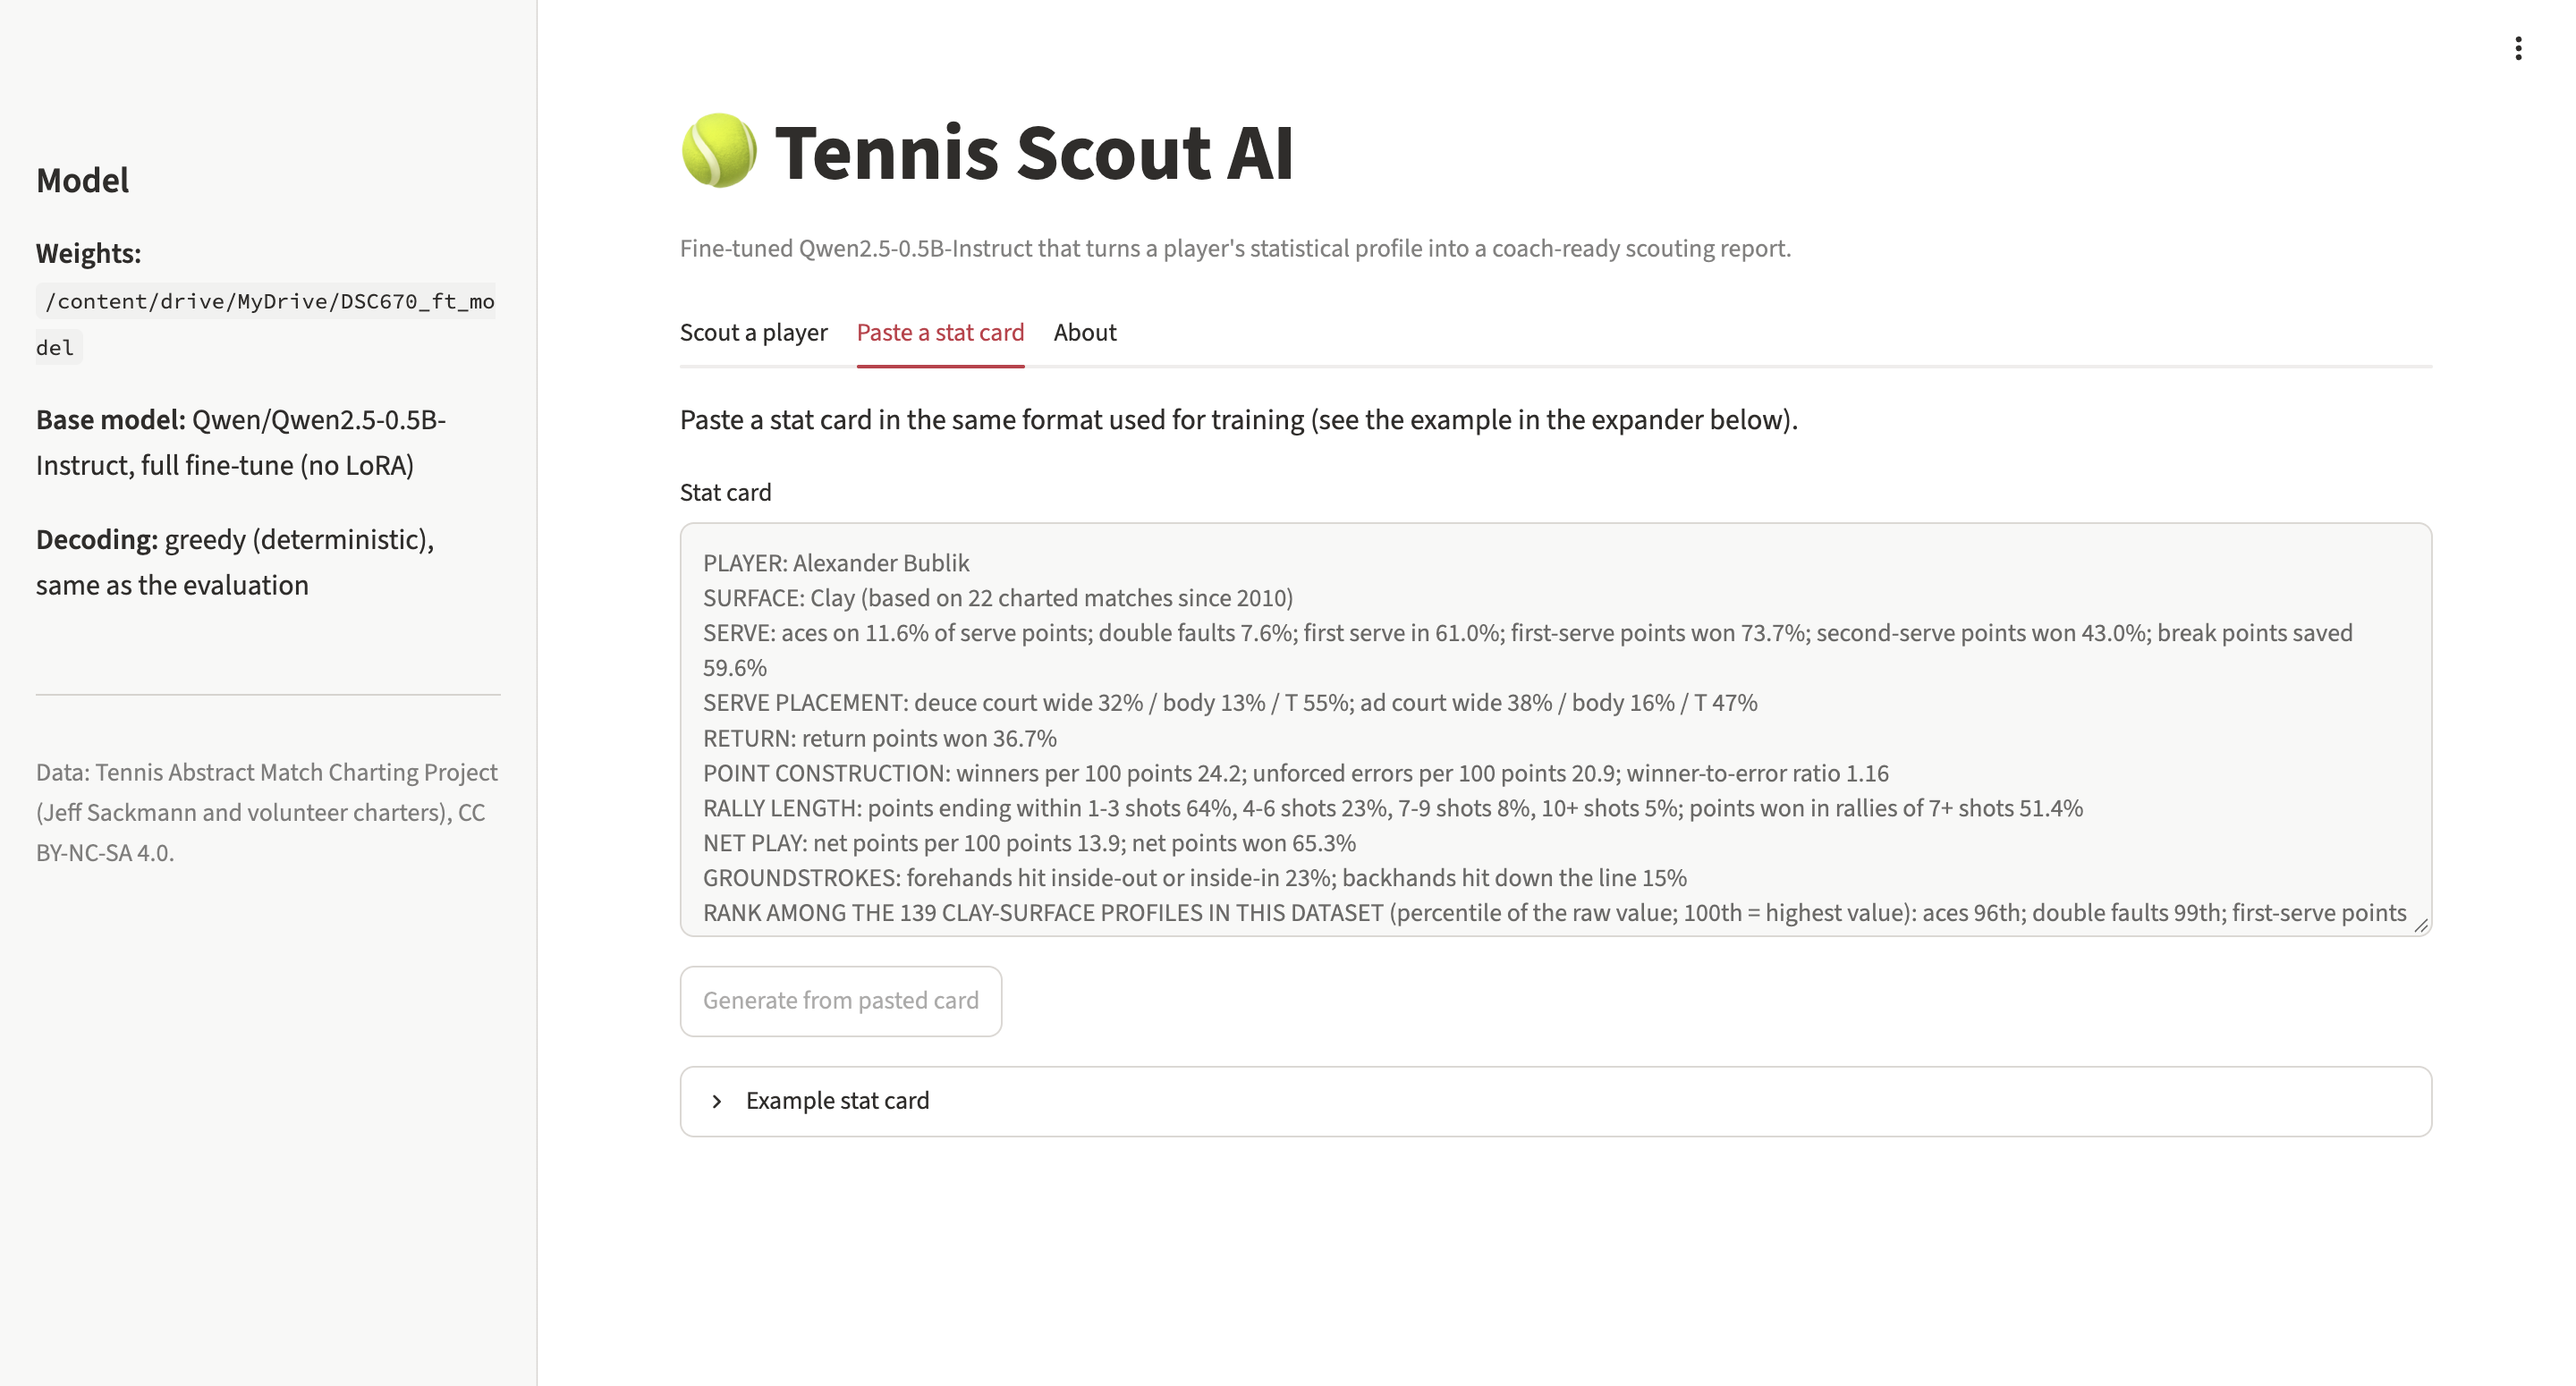 Model
Weights:
/content/drive/MyDrive/DSC670_ft_mo
del
Base model: Qwen/Qwen2.5-0.5B-
Instruct, full fine-tune (no LoRA)
Decoding: greedy (deterministic),
same as the evaluation
Data: Tennis Abstract Match Charting Project
(Jeff Sackmann and volunteer charters), CC
BY-NC-SA 4.0.
Tennis Scout AI
Fine-tuned Qwen2.5-0.5B-Instruct that turns a player's statistical profile into a coach-ready scouting report.
Scout a player Paste a stat card About
Paste a stat card in the same format used for training (see the example in the expander below).
Stat card
PLAYER: Alexander Bublik
SURFACE: Clay (based on 22 charted matches since 2010)
SERVE: aces on 11.6% of serve points; double faults 7.6%; first serve in 61.0%; first-serve points won 73.7%; second-serve points won 43.0%; break points saved
59.6%
SERVE PLACEMENT: deuce court wide 32% / body 13% / T 55%; ad court wide 38% / body 16% / T 47%
RETURN: return points won 36.7%
POINT CONSTRUCTION: winners per 100 points 24.2; unforced errors per 100 points 20.9; winner-to-error ratio 1.16
RALLY LENGTH: points ending within 1-3 shots 64%, 4-6 shots 23%, 7-9 shots 8%, 10+ shots 5%; points won in rallies of 7+ shots 51.4%
NET PLAY: net points per 100 points 13.9; net points won 65.3%
GROUNDSTROKES: forehands hit inside-out or inside-in 23%; backhands hit down the line 15%
RANK AMONG THE 139 CLAY-SURFACE PROFILES IN THIS DATASET (percentile of the raw value; 100th = highest value): aces 96th; double faults 99th; first-serve points
Generate from pasted card
Example stat card